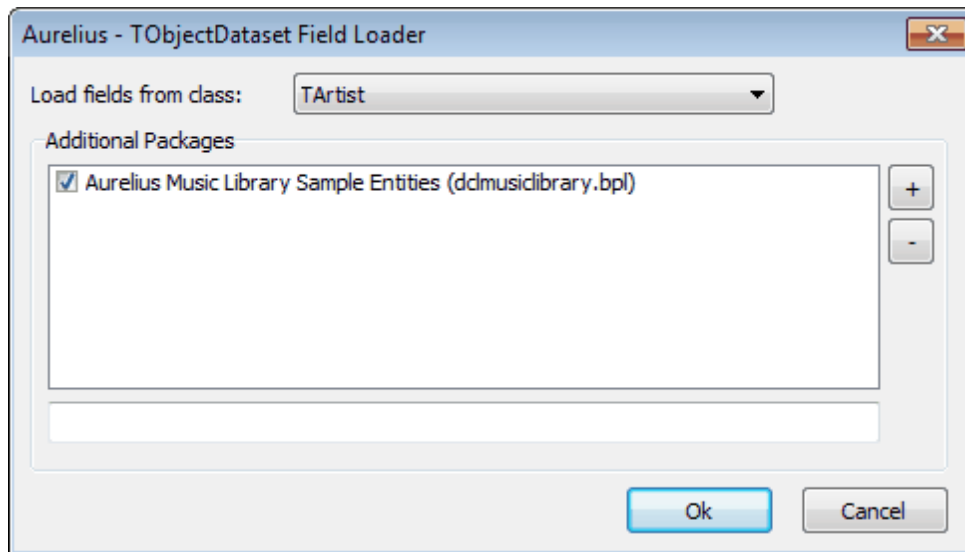 Aurelius - TObjectDataset Field Loader
Load fields from class: TArtist
Additional Packages
Aurelius Music Library Sample Entities (dclmusiclibrary.bpl)
+
-
Ok Cancel